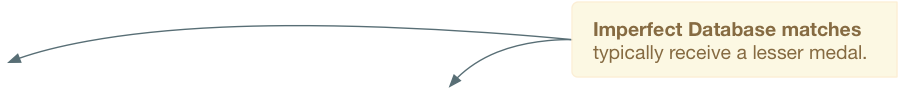 Imperfect Database matches
typically receive a lesser medal.